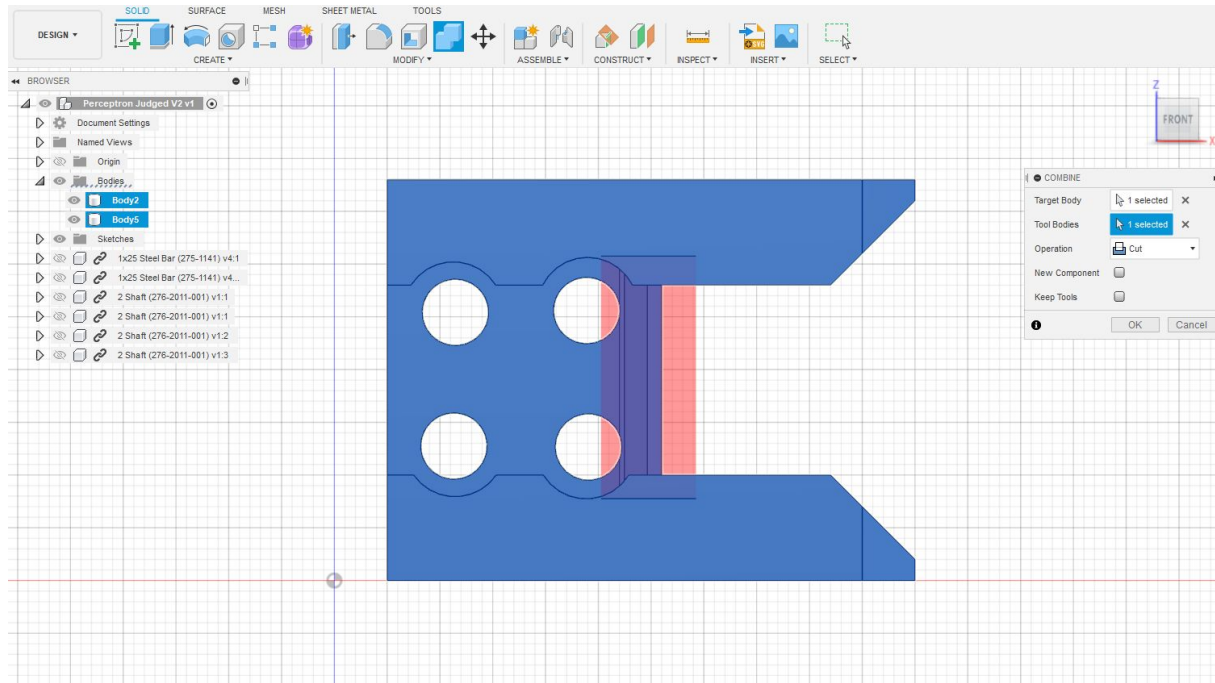 SOLID SURFACE MESH SHEET METAL TOOLS
DESIGN ▾
CREATE ▾ MODIFY ▾ ASSEMBLE ▾ CONSTRUCT ▾ INSPECT ▾ INSERT ▾ SELECT ▾
BROWSER
Perceptron Judged V2 v1
Document Settings
Named Views
Origin
Bodies
Body2
Body5
Sketches
1x25 Steel Bar (275-1141) v4:1
1x25 Steel Bar (275-1141) v4...
2 Shaft (276-2011-001) v1:1
2 Shaft (276-2011-001) v1:1
2 Shaft (276-2011-001) v1:2
2 Shaft (276-2011-001) v1:3
Z
FRONT
X
COMBINE
Target Body 1 selected
Tool Bodies 1 selected
Operation Cut
New Component
Keep Tools
OK Cancel